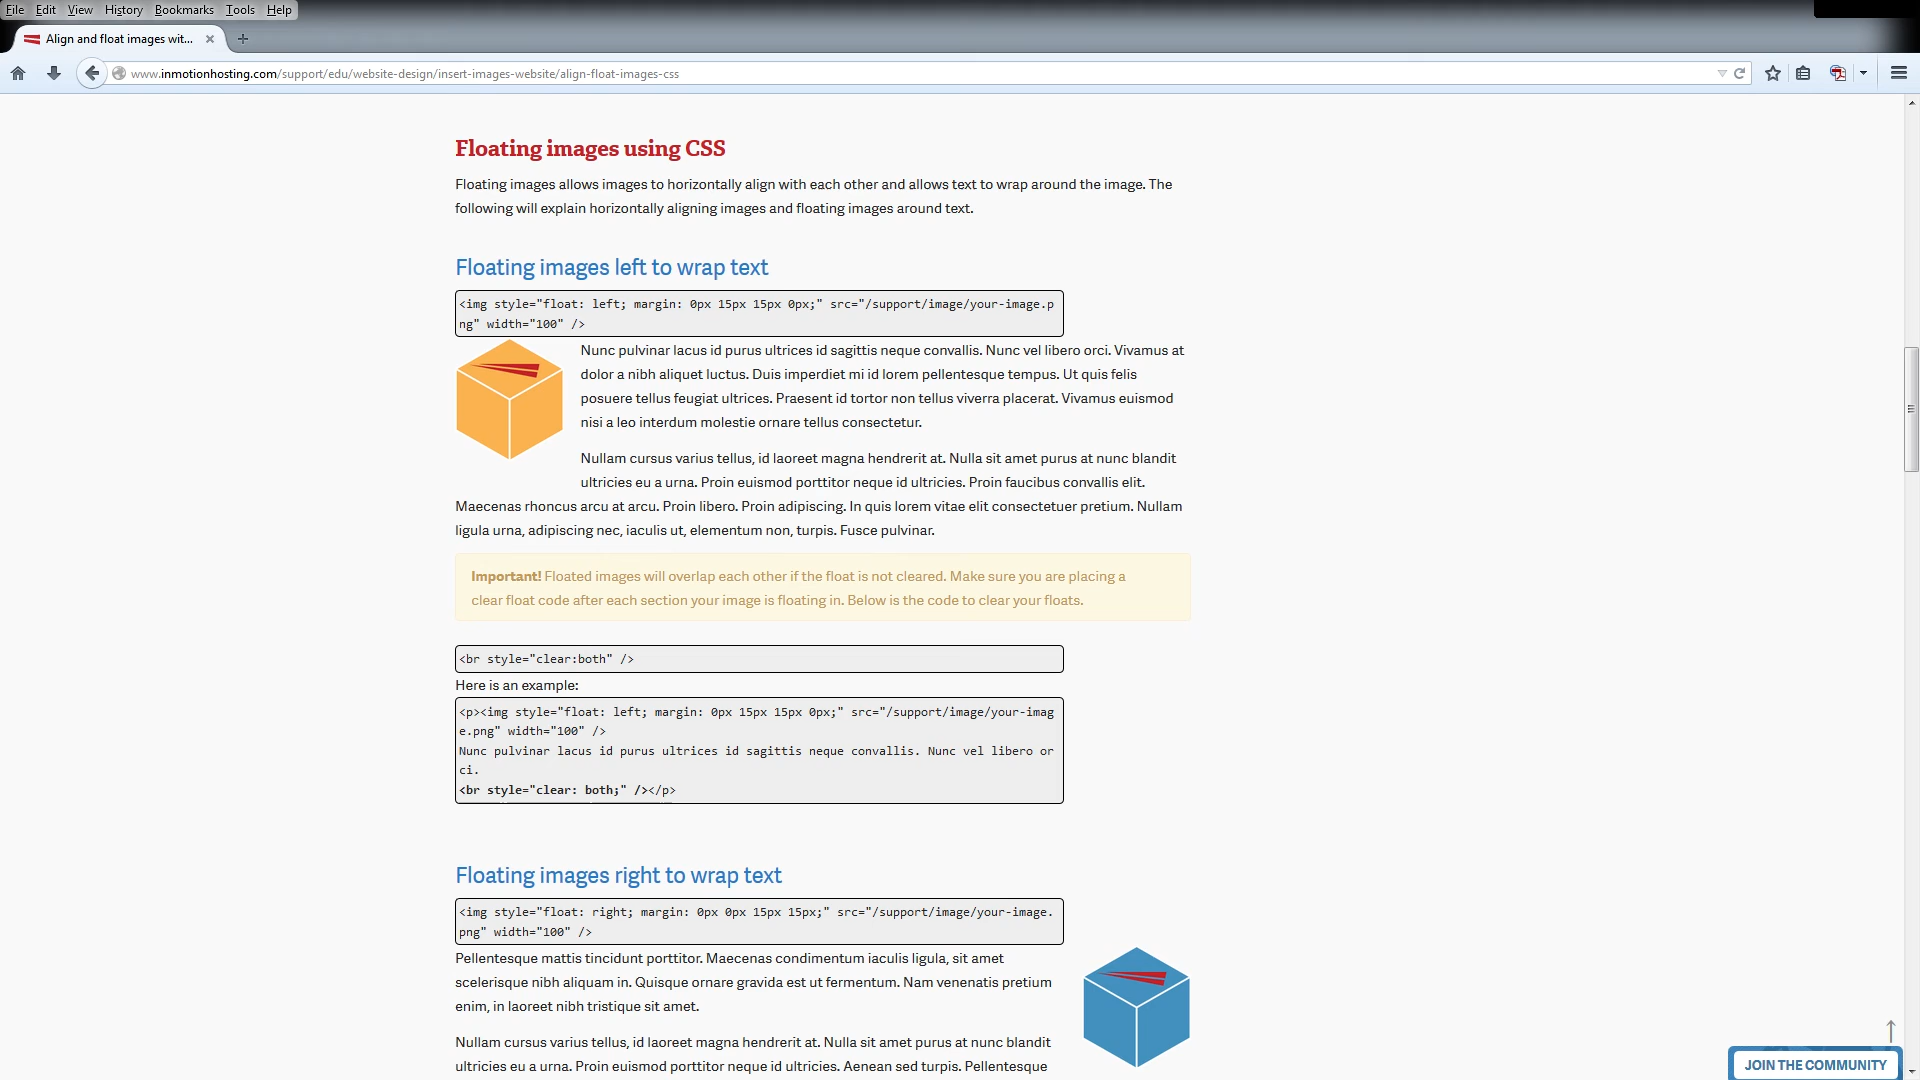 File Edit View History Bookmarks Tools Help
Align and float images wit...
www.inmotionhosting.com/support/edu/website-design/insert-images-website/align-float-images-css
Floating images using CSS
Floating images allows images to horizontally align with each other and allows text to wrap around the image. The
following will explain horizontally aligning images and floating images around text.
Floating images left to wrap text
<img style="float: left; margin: 0px 15px 15px 0px;" src="/support/image/your-image.p
ng" width="100" />
Nunc pulvinar lacus id purus ultrices id sagittis neque convallis. Nunc vel libero orci. Vivamus at
dolor a nibh aliquet luctus. Duis imperdiet mi id lorem pellentesque tempus. Ut quis felis
posuere tellus feugiat ultrices. Praesent id tortor non tellus viverra placerat. Vivamus euismod
nisi a leo interdum molestie ornare tellus consectetur.
Nullam cursus varius tellus, id laoreet magna hendrerit at. Nulla sit amet purus at nunc blandit
ultricies eu a urna. Proin euismod porttitor neque id ultricies. Proin faucibus convallis elit.
Maecenas rhoncus arcu at arcu. Proin libero. Proin adipiscing. In quis lorem vitae elit consectetuer pretium. Nullam
ligula urna, adipiscing nec, iaculis ut, elementum non, turpis. Fusce pulvinar.
Important! Floated images will overlap each other if the float is not cleared. Make sure you are placing a
clear float code after each section your image is floating in. Below is the code to clear your floats.
<br style="clear:both" />
Here is an example:
<p><img style="float: left; margin: 0px 15px 15px 0px;" src="/support/image/your-imag
e.png" width="100" />
Nunc pulvinar lacus id purus ultrices id sagittis neque convallis. Nunc vel libero or
ci.
<br style="clear: both;" /></p>
Floating images right to wrap text
<img style="float: right; margin: 0px 0px 15px 15px;" src="/support/image/your-image.
png" width="100" />
Pellentesque mattis tincidunt porttitor. Maecenas condimentum iaculis ligula, sit amet
scelerisque nibh aliquam in. Quisque ornare gravida est ut fermentum. Nam venenatis pretium
enim, in laoreet nibh tristique sit amet.
Nullam cursus varius tellus, id laoreet magna hendrerit at. Nulla sit amet purus at nunc blandit
ultricies eu a urna. Proin euismod porttitor neque id ultricies. Aenean sed turpis. Pellentesque
JOIN THE COMMUNITY